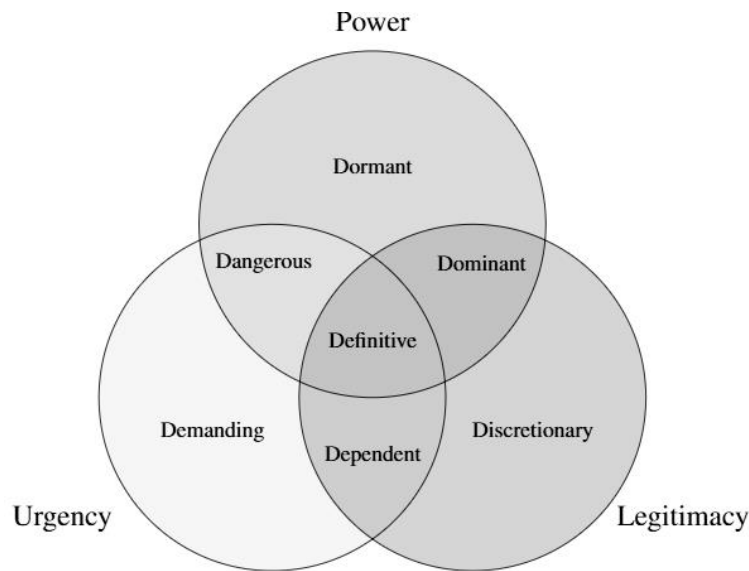 Power
Dormant
Dangerous
Dominant
Definitive
Demanding
Discretionary
Dependent
Urgency
Legitimacy